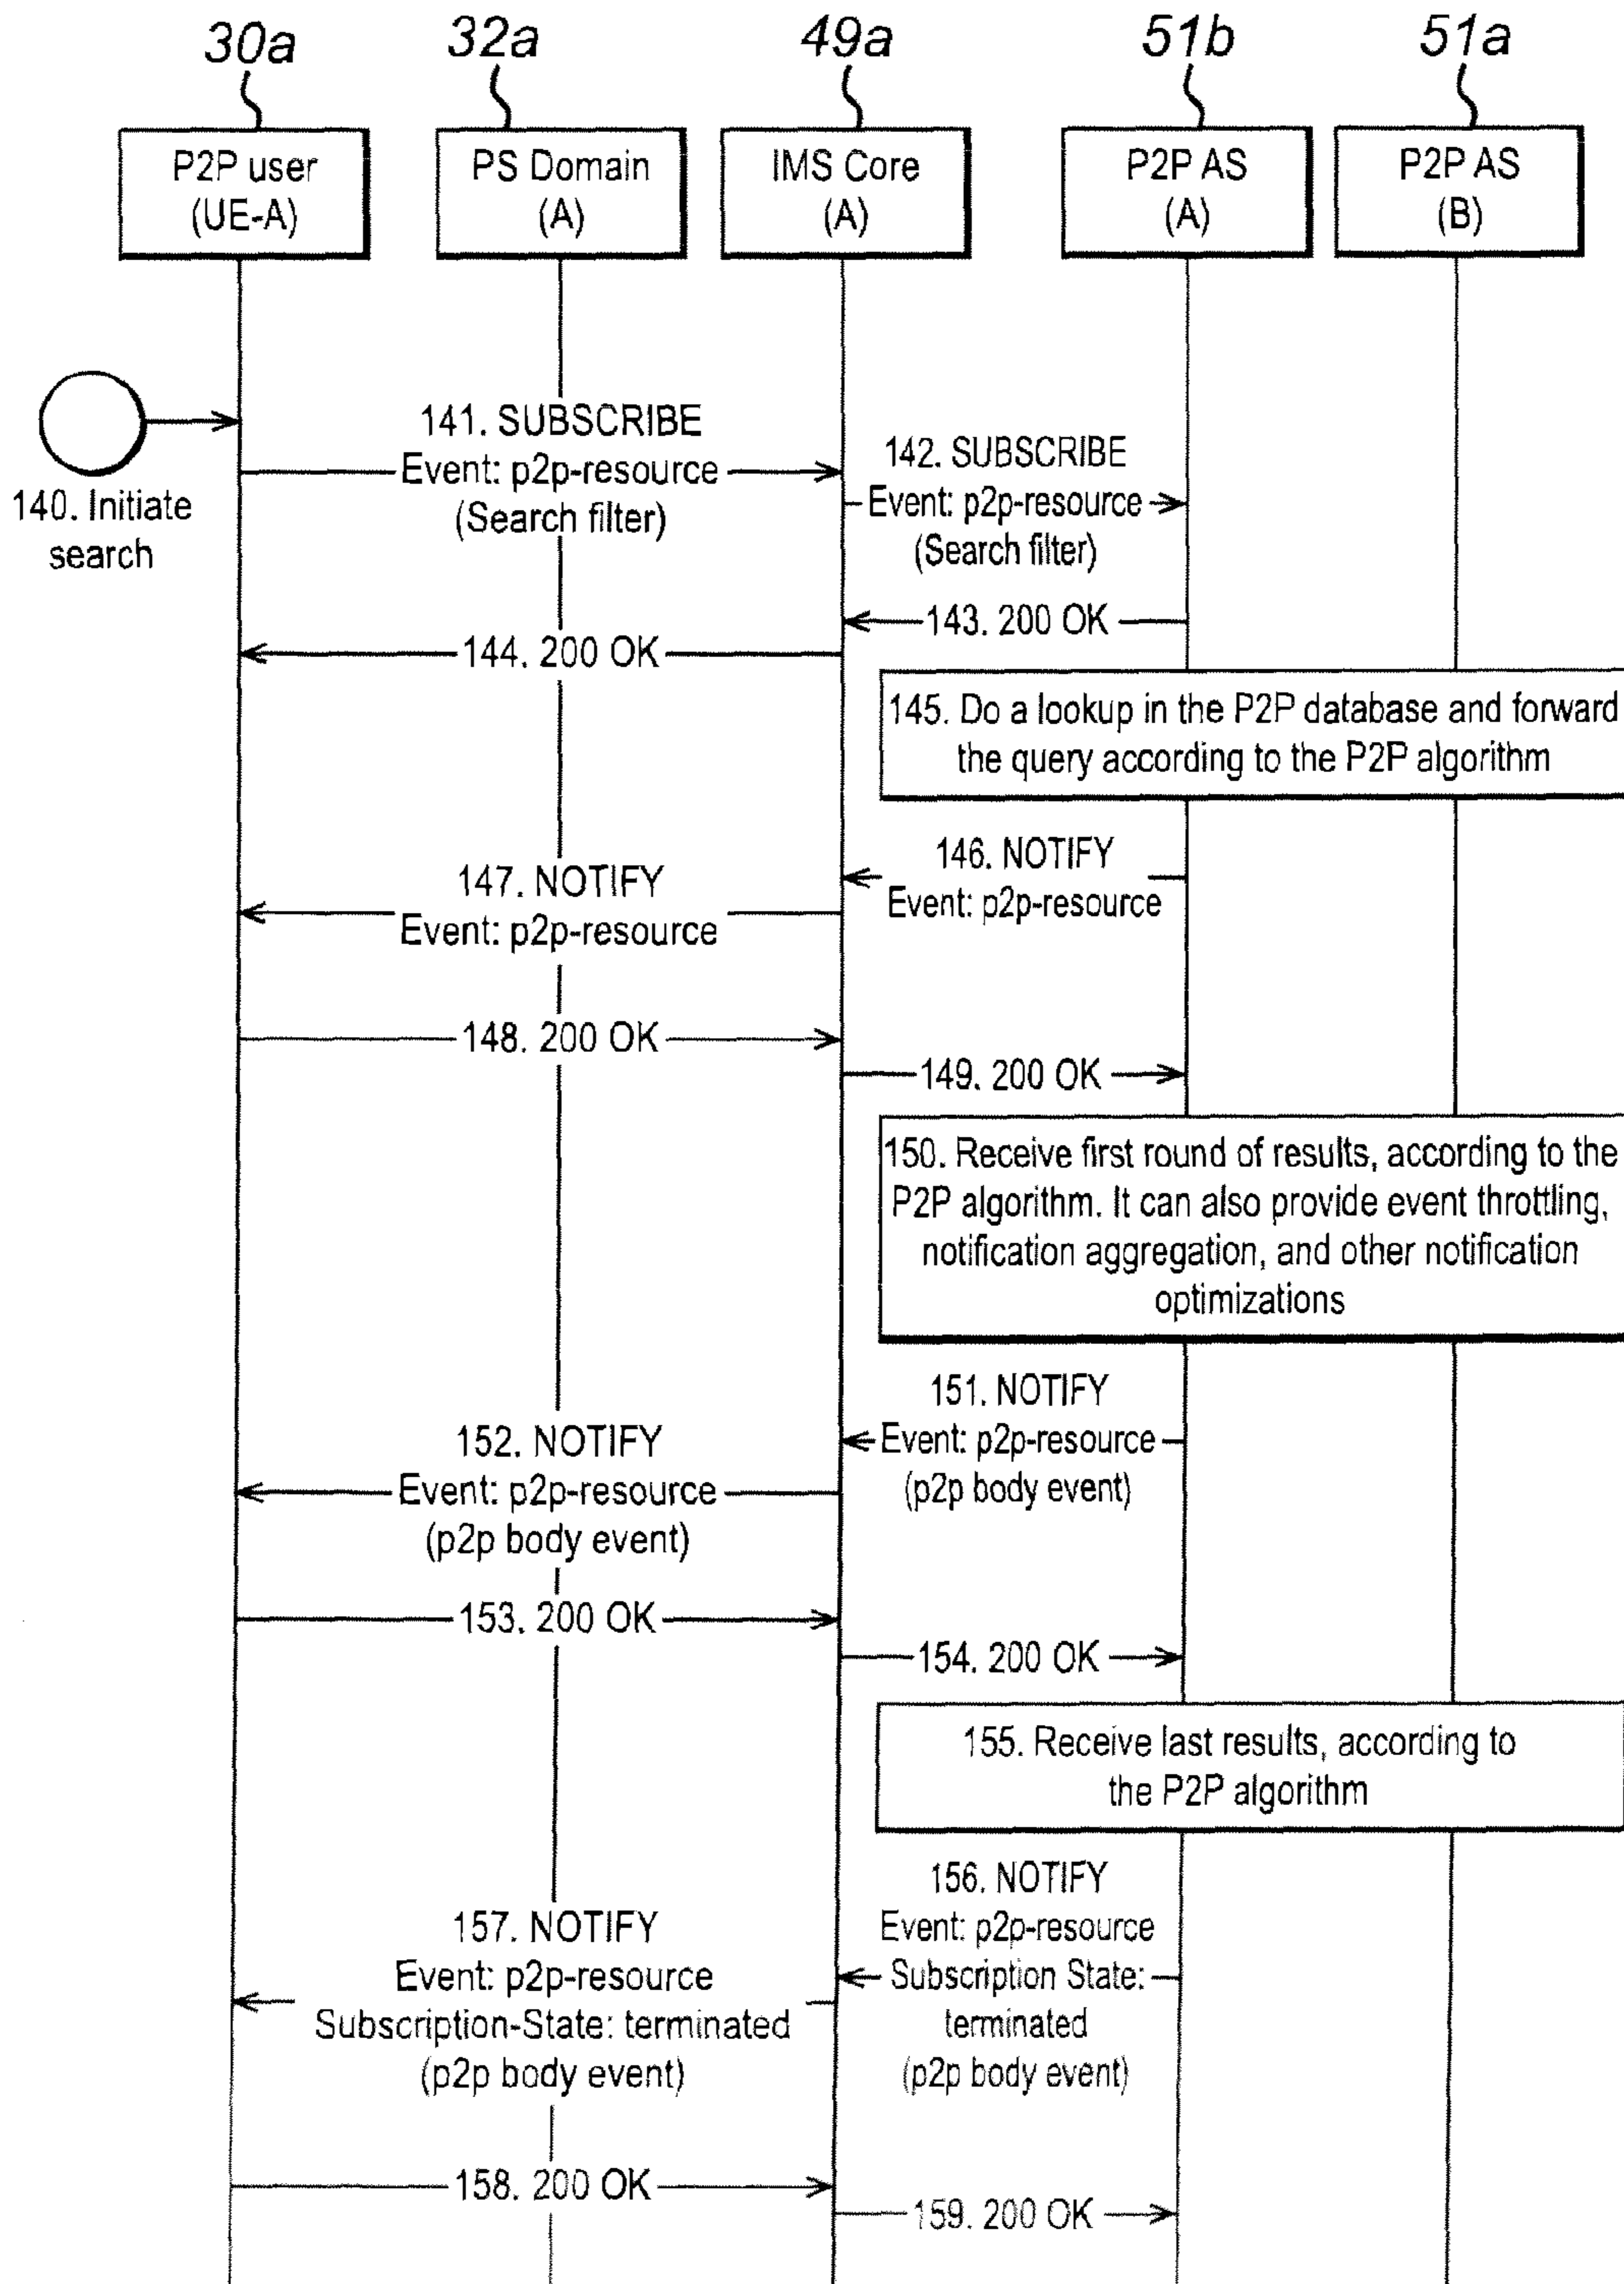 30a
32a
49a
51b
51a
P2P user
(UE-A)
PS Domain
(A)
IMS Core
(A)
P2P AS
(A)
P2P AS
(B)
140. Initiate
search
141. SUBSCRIBE
Event: p2p-resource
(Search filter)
142. SUBSCRIBE
Event: p2p-resource
(Search filter)
143. 200 OK
144. 200 OK
145. Do a lookup in the P2P database and forward
the query according to the P2P algorithm
146. NOTIFY
Event: p2p-resource
147. NOTIFY
Event: p2p-resource
148. 200 OK
149. 200 OK
150. Receive first round of results, according to the
P2P algorithm. It can also provide event throttling,
notification aggregation, and other notification
optimizations
151. NOTIFY
Event: p2p-resource
(p2p body event)
152. NOTIFY
Event: p2p-resource
(p2p body event)
153. 200 OK
154. 200 OK
155. Receive last results, according to
the P2P algorithm
156. NOTIFY
Event: p2p-resource
Subscription State:
terminated
(p2p body event)
157. NOTIFY
Event: p2p-resource
Subscription-State: terminated
(p2p body event)
158. 200 OK
159. 200 OK